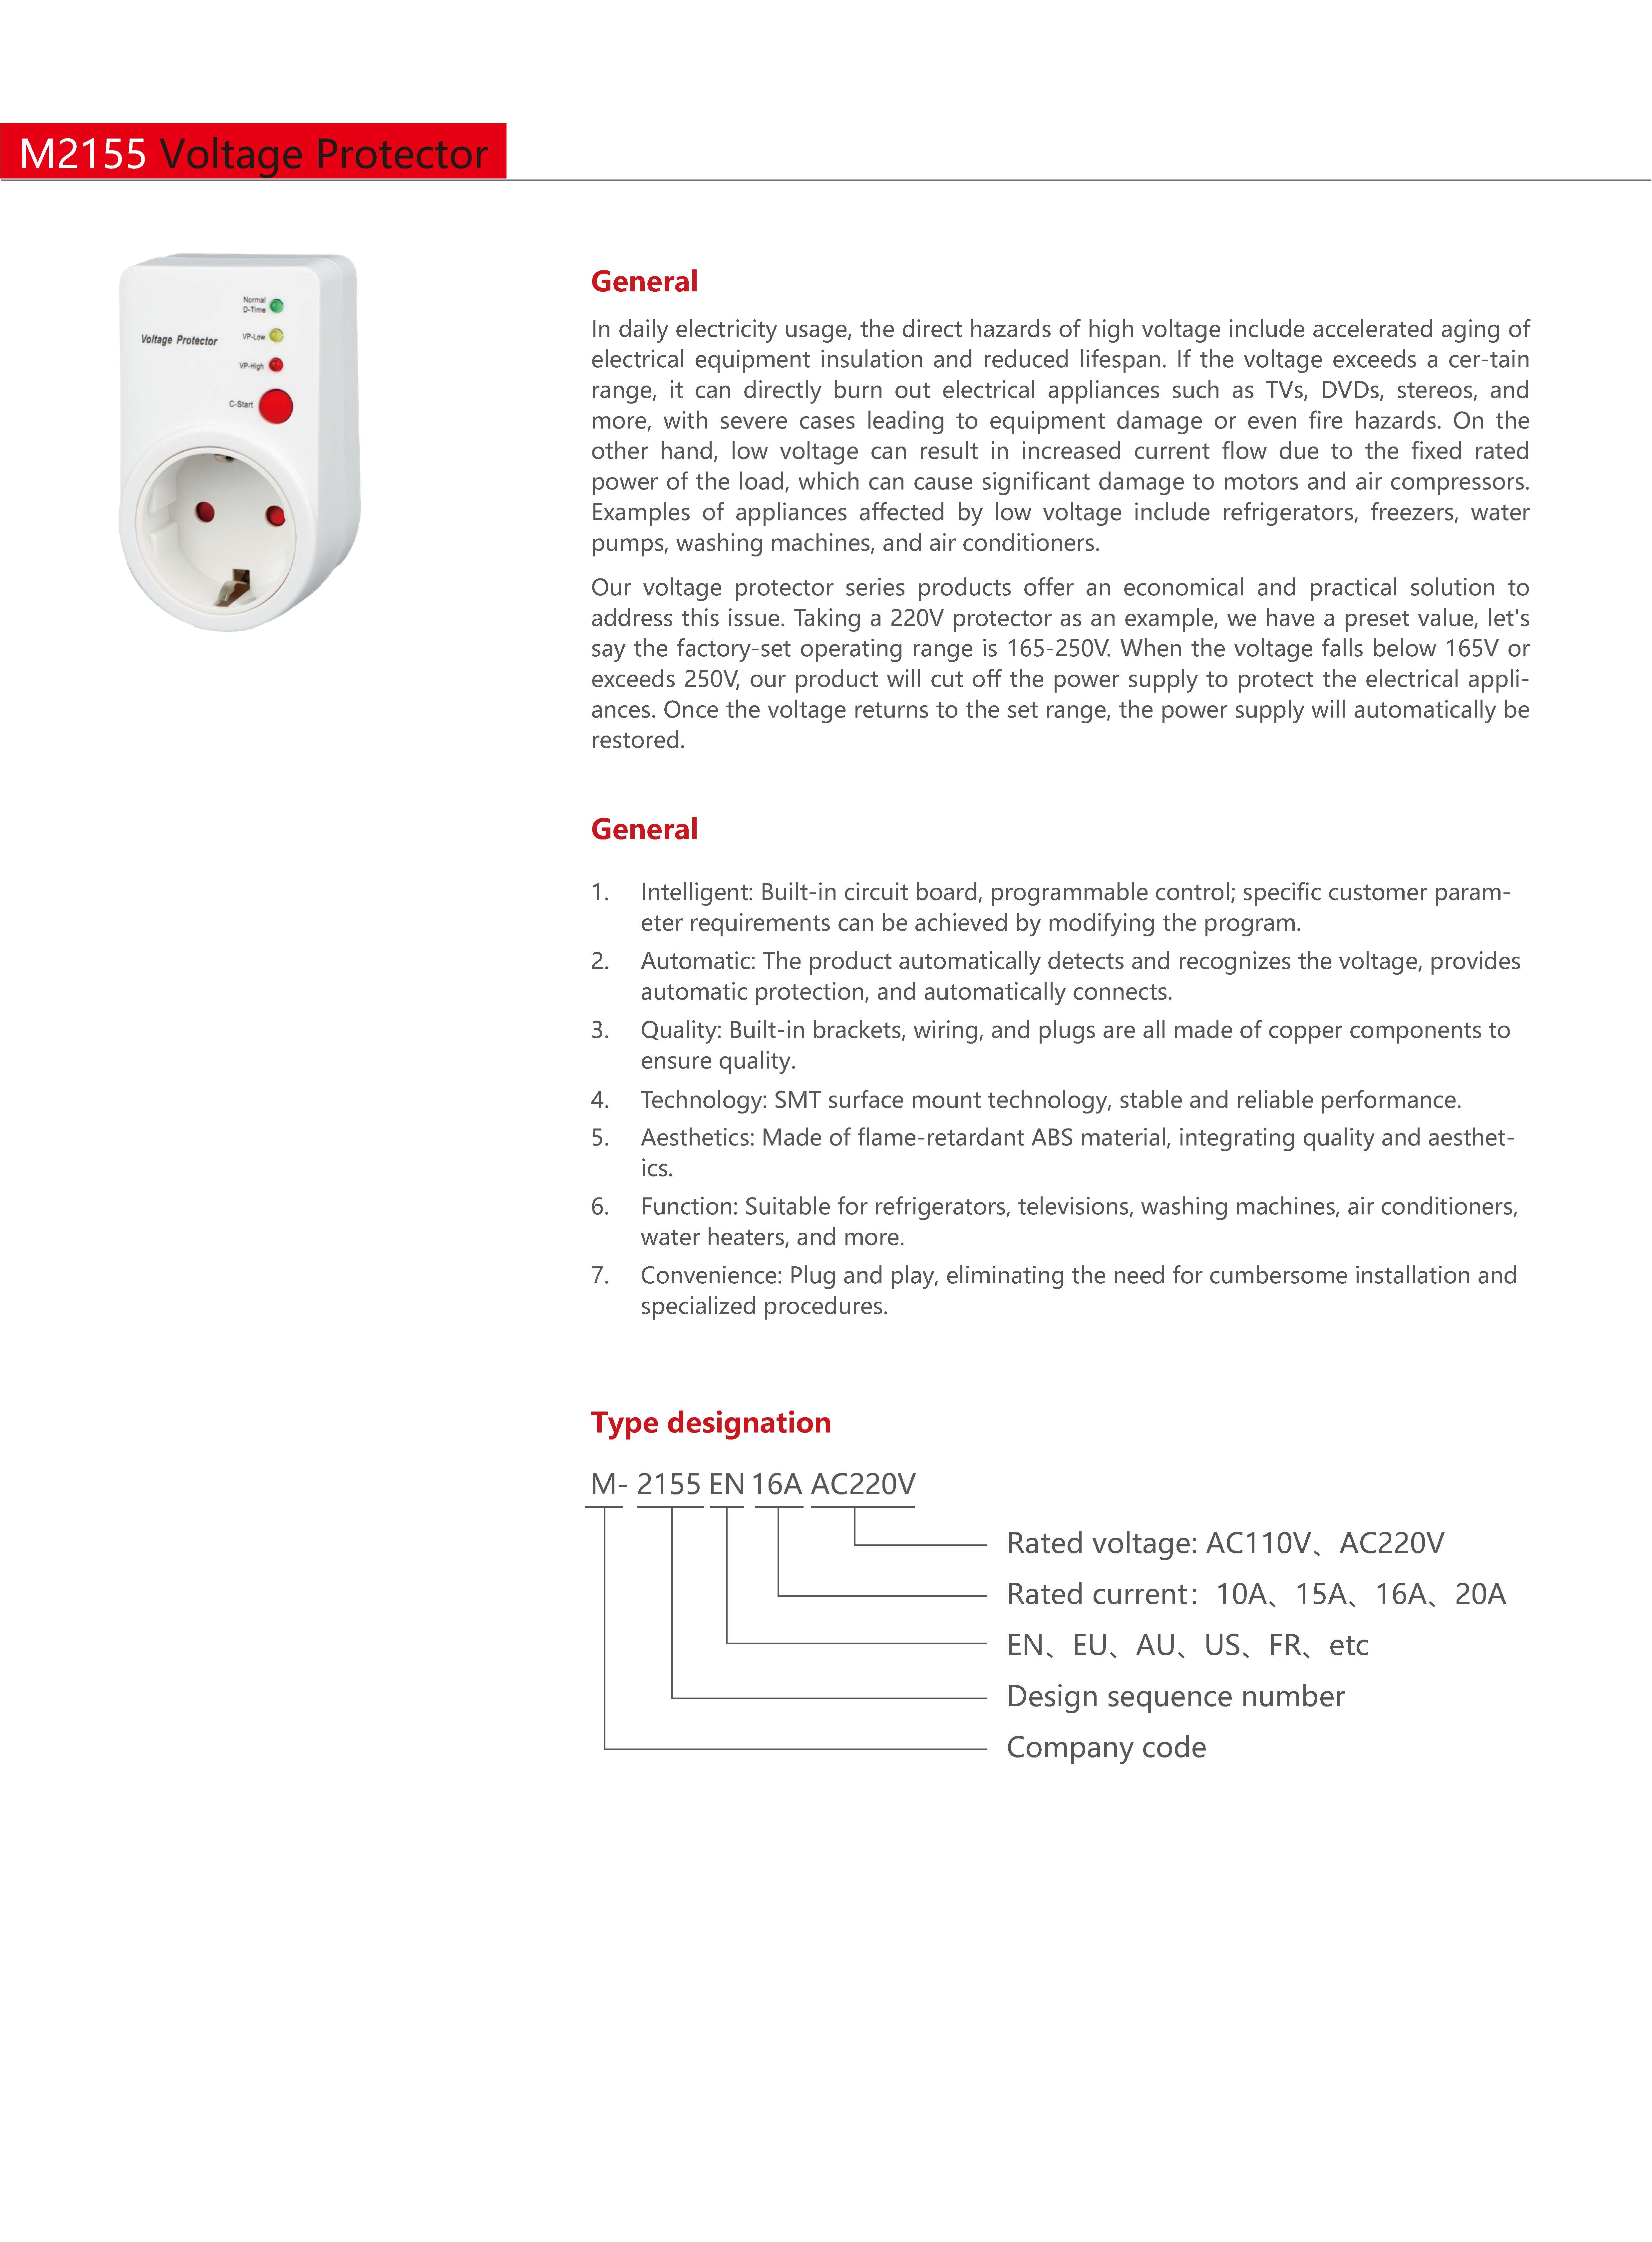 M2155 Voltage Protector
Normal
D-Time
Voltage Protector
VP-Low
VP-High
C-Start
General
In daily electricity usage, the direct hazards of high voltage include accelerated aging of
electrical equipment insulation and reduced lifespan. If the voltage exceeds a cer-tain
range, it can directly burn out electrical appliances such as TVs, DVDs, stereos, and
more, with severe cases leading to equipment damage or even fire hazards. On the
other hand, low voltage can result in increased current flow due to the fixed rated
power of the load, which can cause significant damage to motors and air compressors.
Examples of appliances affected by low voltage include refrigerators, freezers, water
pumps, washing machines, and air conditioners.
Our voltage protector series products offer an economical and practical solution to
address this issue. Taking a 220V protector as an example, we have a preset value, let's
say the factory-set operating range is 165-250V. When the voltage falls below 165V or
exceeds 250V, our product will cut off the power supply to protect the electrical appli-
ances. Once the voltage returns to the set range, the power supply will automatically be
restored.
General
1. Intelligent: Built-in circuit board, programmable control; specific customer param-
eter requirements can be achieved by modifying the program.
2. Automatic: The product automatically detects and recognizes the voltage, provides
automatic protection, and automatically connects.
3. Quality: Built-in brackets, wiring, and plugs are all made of copper components to
ensure quality.
4. Technology: SMT surface mount technology, stable and reliable performance.
5. Aesthetics: Made of flame-retardant ABS material, integrating quality and aesthet-
ics.
6. Function: Suitable for refrigerators, televisions, washing machines, air conditioners,
water heaters, and more.
7. Convenience: Plug and play, eliminating the need for cumbersome installation and
specialized procedures.
Type designation
M- 2155 EN 16A AC220V
Rated voltage: AC110V、AC220V
Rated current：10A、15A、16A、20A
EN、EU、AU、US、FR、etc
Design sequence number
Company code